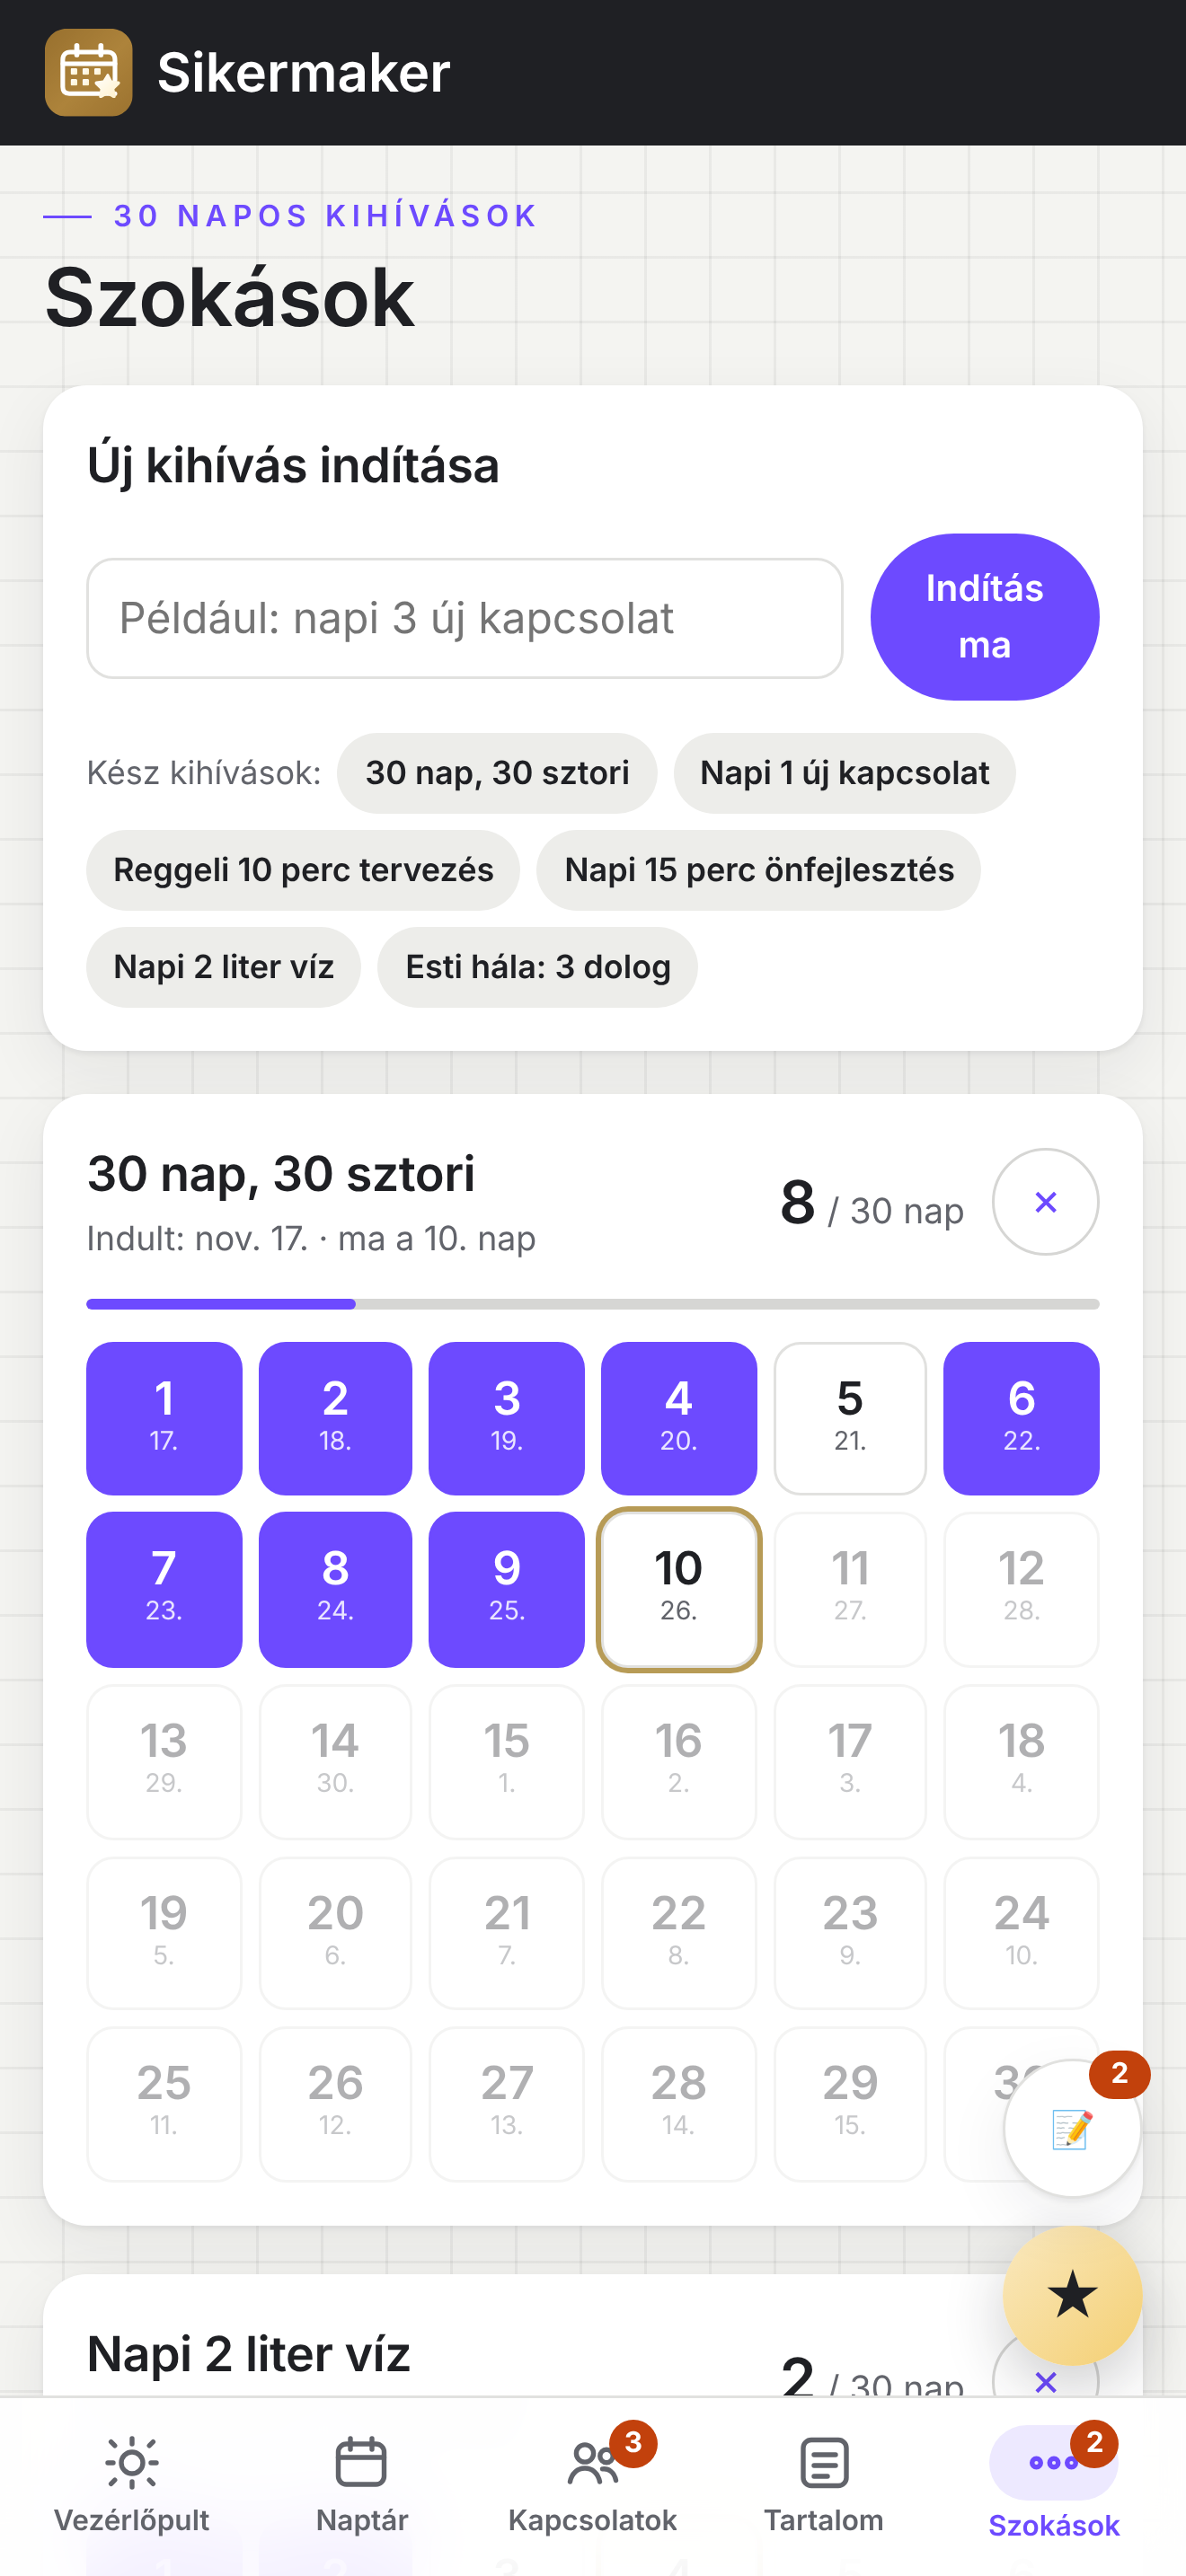 Sikermaker
30 NAPOS KIHÍVÁSOK
Szokások
Új kihívás indítása
Például: napi 3 új kapcsolat
Indítás
ma
Kész kihívások: 30 nap, 30 sztori Napi 1 új kapcsolat
Reggeli 10 perc tervezés Napi 15 perc önfejlesztés
Napi 2 liter víz Esti hála: 3 dolog
30 nap, 30 sztori
8 / 30 nap ×
Indult: nov. 17. · ma a 10. nap
1 2 3 4 5 6
17. 18. 19. 20. 21. 22.
7 8 9 10 11 12
23. 24. 25. 26. 27. 28.
13 14 15 16 17 18
29. 30. 1. 2. 3. 4.
19 20 21 22 23 24
5. 6. 7. 8. 9. 10.
25 26 27 28 29
11. 12. 13. 14. 15.
2
Napi 2 liter víz
2 / 30 nap ×
3 2
Vezérlőpult Naptár Kapcsolatok Tartalom Szokások